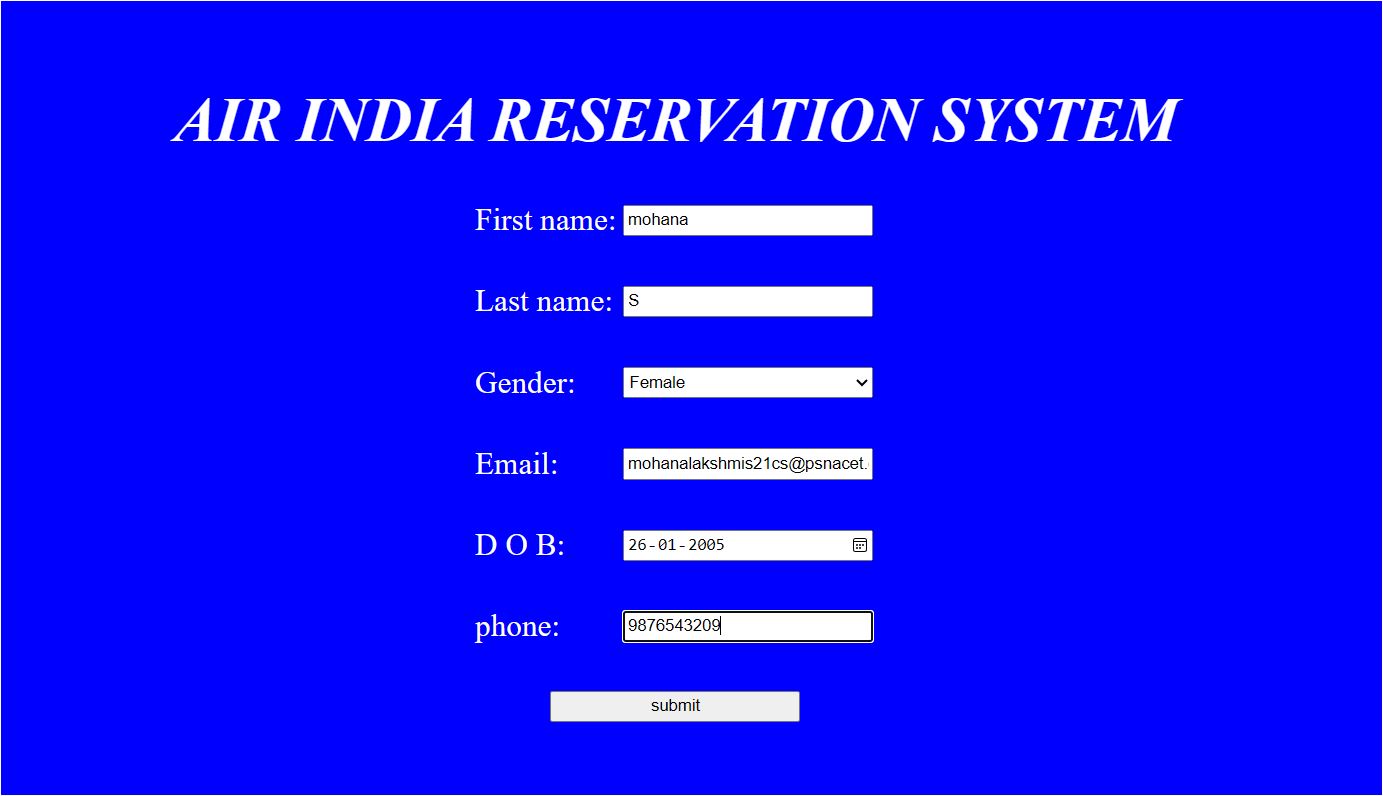 AIR INDIA RESERVATION SYSTEM
First name: mohana
Last name: S
Gender: Female
Email: mohanalakshmis21cs@psnacet.
D O B: 26-01-2005
phone: 9876543209
submit